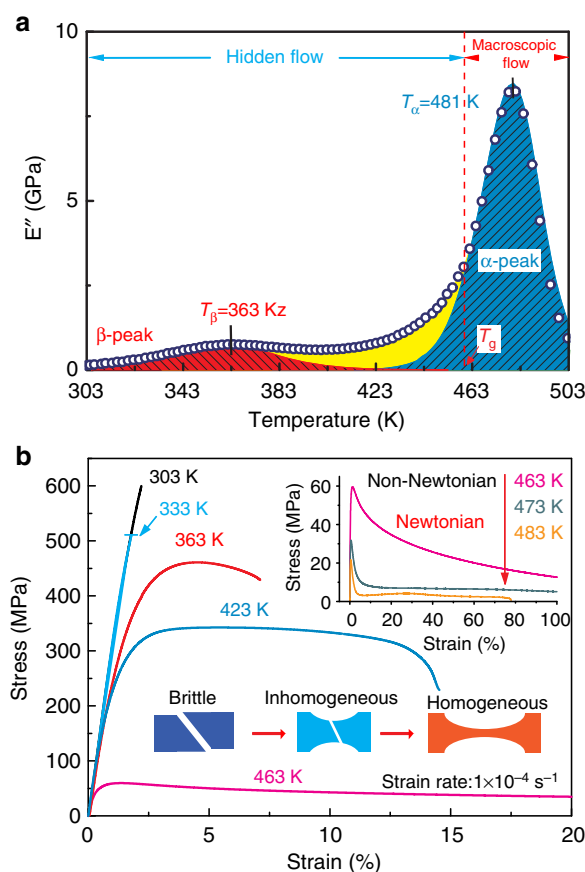 a
10
5
0
E″ (GPa)
Hidden flow
Macroscopic
flow
Tα=481 K
Tβ=363 Kz
β-peak
α-peak
Tg
303 343 383 423 463 503
Temperature (K)
b
600
500
400
300
200
100
0
Stress (MPa)
303 K
333 K
363 K
423 K
463 K
60
40
20
0
Stress (MPa)
Non-Newtonian
Newtonian
463 K
473 K
483 K
0 20 40 60 80 100
Strain (%)
Brittle
Inhomogeneous
Homogeneous
Strain rate:1×10⁻⁴ s⁻¹
0 5 10 15 20
Strain (%)